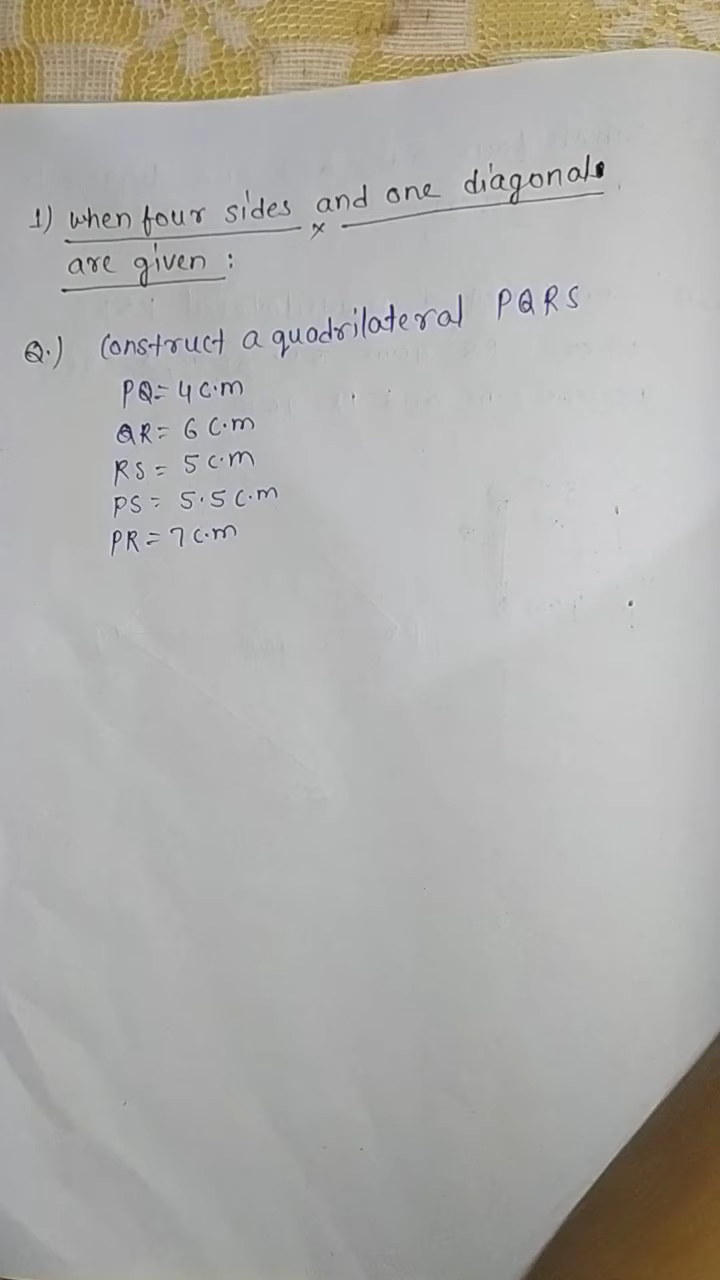 1) when four sides and one diagonal
are given :
Q.) Construct a quadrilateral PQRS
PQ = 4 C.m
QR = 6 C.m
RS = 5 C.m
PS = 5.5 C.m
PR = 7 C.m